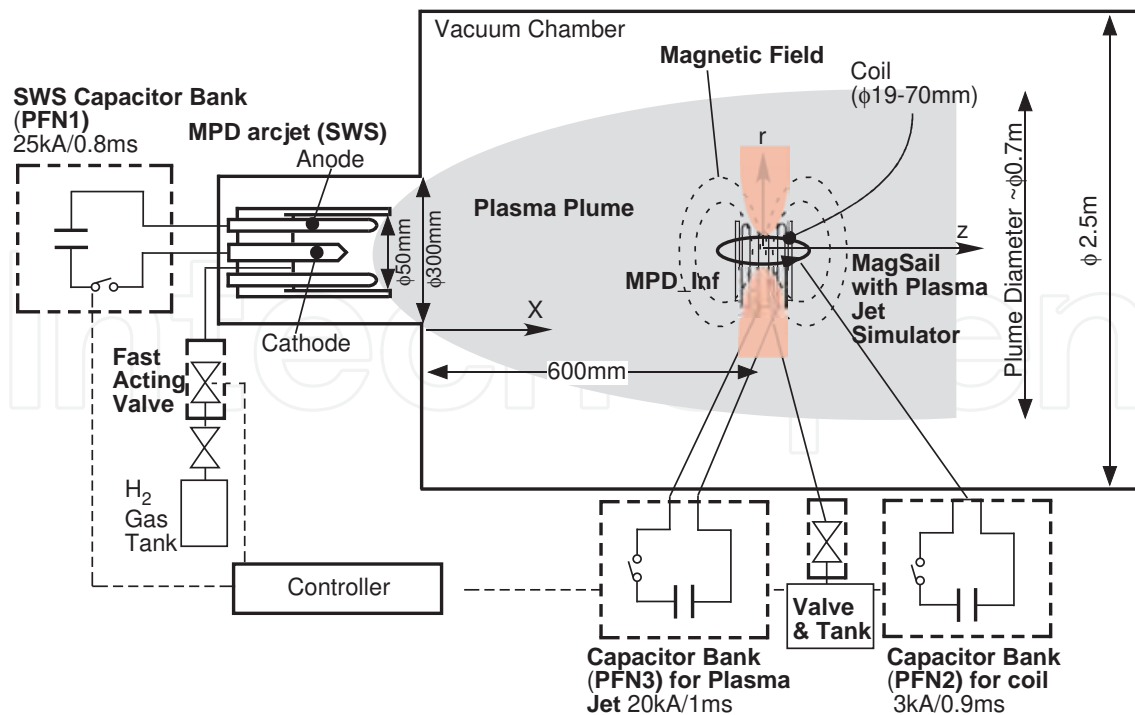 Vacuum Chamber
Magnetic Field
Coil
(ϕ19-70mm)
SWS Capacitor Bank
(PFN1)
25kA/0.8ms
MPD arcjet (SWS)
Anode
r
Plasma Plume
z
ϕ50mm
ϕ300mm
Plume Diameter ~ϕ0.7m
ϕ 2.5m
MPD_Inf
MagSail
with Plasma
Jet
Simulator
X
Cathode
600mm
Fast
Acting
Valve
H2
Gas
Tank
Controller
Valve
& Tank
Capacitor Bank
(PFN3) for Plasma
Jet 20kA/1ms
Capacitor Bank
(PFN2) for coil
3kA/0.9ms